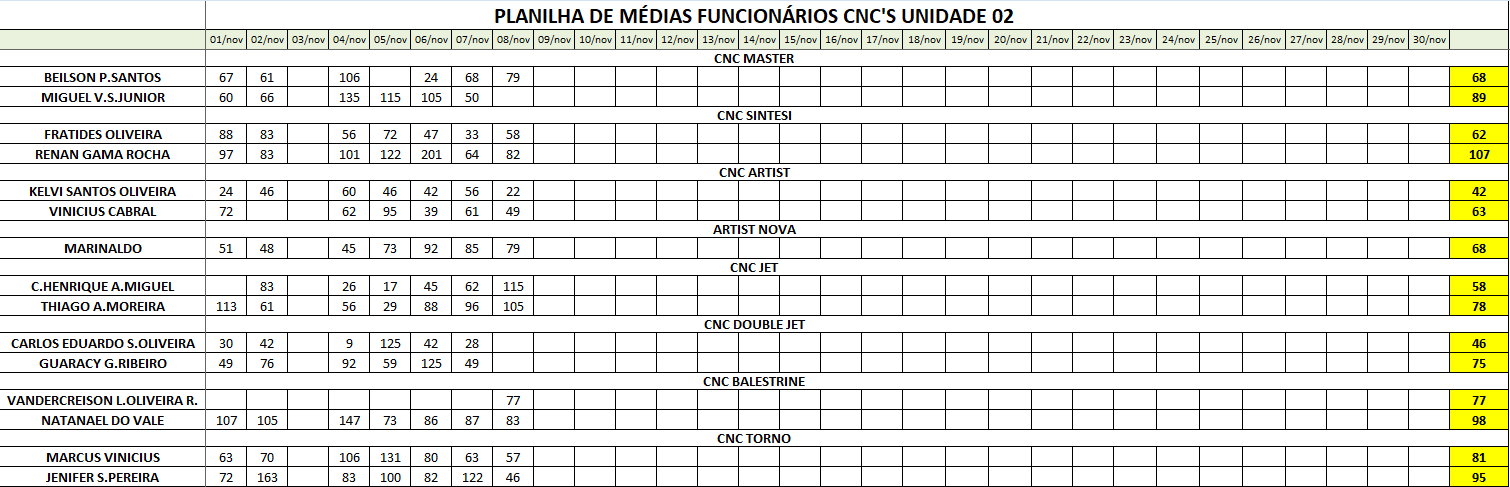 PLANILHA DE MÉDIAS FUNCIONÁRIOS CNC'S UNIDADE 02
01/nov 02/nov 03/nov 04/nov 05/nov 06/nov 07/nov 08/nov 09/nov 10/nov 11/nov 12/nov 13/nov 14/nov 15/nov 16/nov 17/nov 18/nov 19/nov 20/nov 21/nov 22/nov 23/nov 24/nov 25/nov 26/nov 27/nov 28/nov 29/nov 30/nov
CNC MASTER
BEILSON P.SANTOS 67 61 106 24 68 79 68
MIGUEL V.S.JUNIOR 60 66 135 115 105 50 89
CNC SINTESI
FRATIDES OLIVEIRA 88 83 56 72 47 33 58 62
RENAN GAMA ROCHA 97 83 101 122 201 64 82 107
CNC ARTIST
KELVI SANTOS OLIVEIRA 24 46 60 46 42 56 22 42
VINICIUS CABRAL 72 62 95 39 61 49 63
ARTIST NOVA
MARINALDO 51 48 45 73 92 85 79 68
CNC JET
C.HENRIQUE A.MIGUEL 83 26 17 45 62 115 58
THIAGO A.MOREIRA 113 61 56 29 88 96 105 78
CNC DOUBLE JET
CARLOS EDUARDO S.OLIVEIRA 30 42 9 125 42 28 46
GUARACY G.RIBEIRO 49 76 92 59 125 49 75
CNC BALESTRINE
VANDERCREISON L.OLIVEIRA R. 77 77
NATANAEL DO VALE 107 105 147 73 86 87 83 98
CNC TORNO
MARCUS VINICIUS 63 70 106 131 80 63 57 81
JENIFER S.PEREIRA 72 163 83 100 82 122 46 95